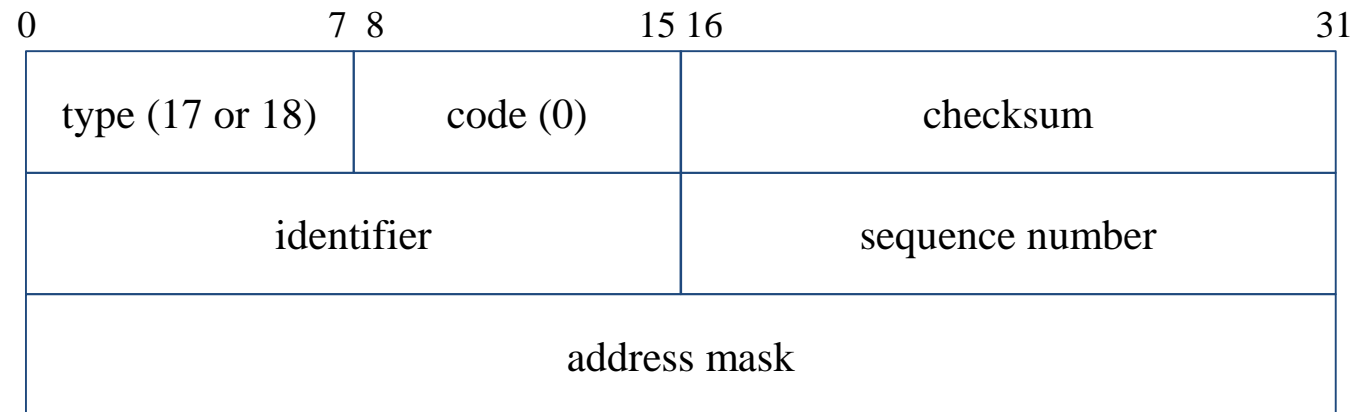 0 7 8 15 16 31
type (17 or 18) code (0) checksum
identifier sequence number
address mask